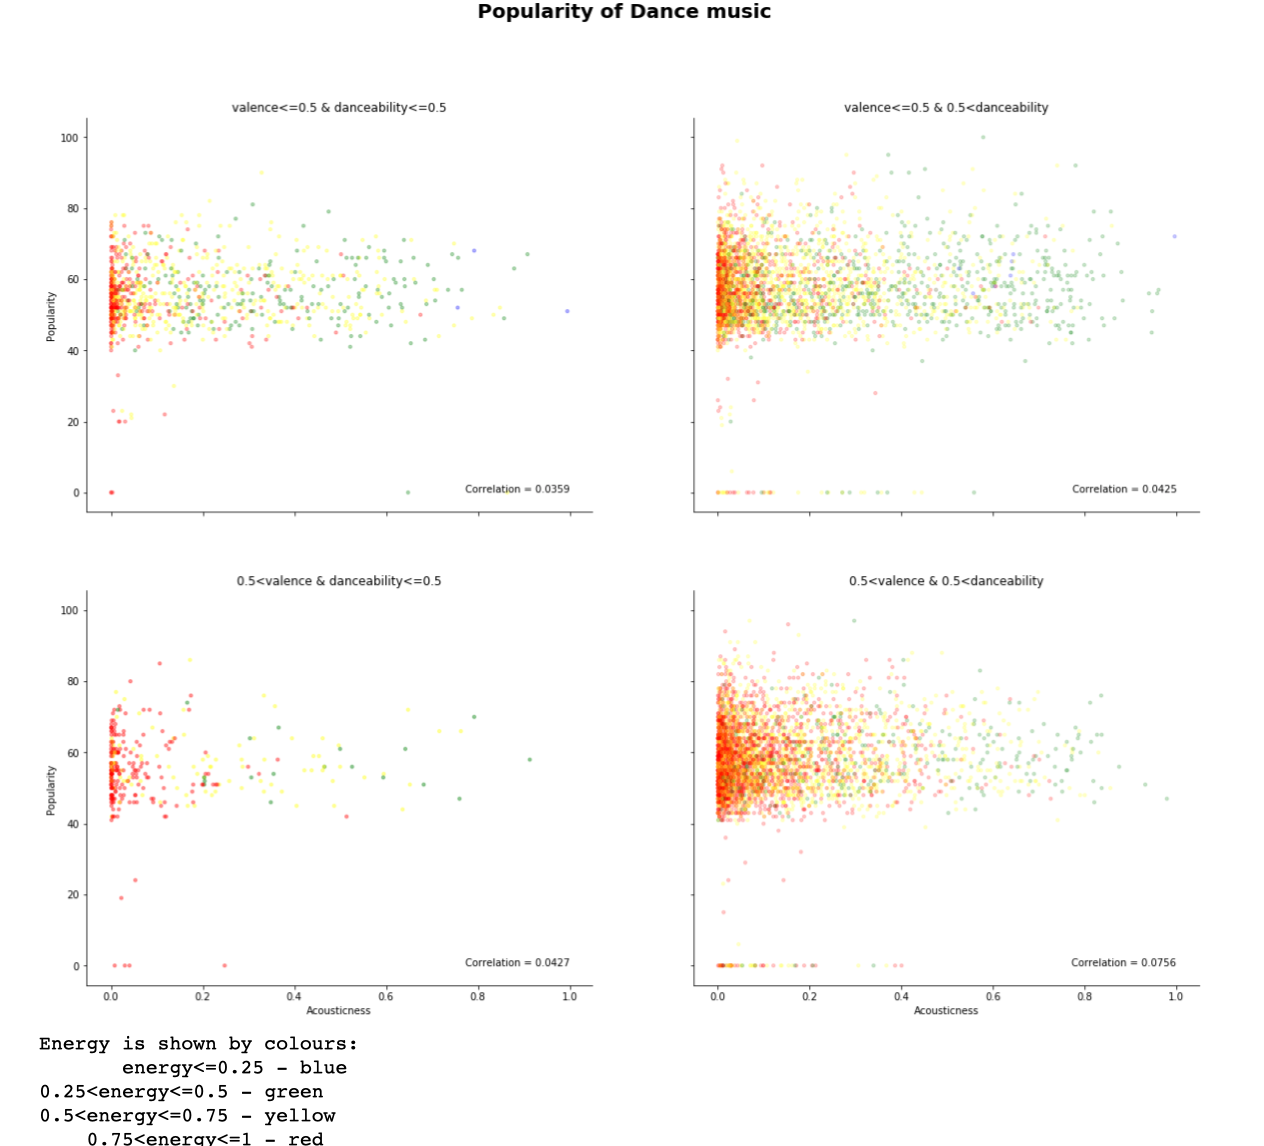 Popularity of Dance music
valence<=0.5 & danceability<=0.5
valence<=0.5 & 0.5<danceability
100
80
60
40
20
0
Popularity
Correlation = 0.0359
Correlation = 0.0425
0.5<valence & danceability<=0.5
0.5<valence & 0.5<danceability
100
80
60
40
20
0
Popularity
Correlation = 0.0427
Correlation = 0.0756
0.0 0.2 0.4 0.6 0.8 1.0
0.0 0.2 0.4 0.6 0.8 1.0
Acousticness
Acousticness
Energy is shown by colours:
energy<=0.25 - blue
0.25<energy<=0.5 - green
0.5<energy<=0.75 - yellow
0.75<energy<=1 - red